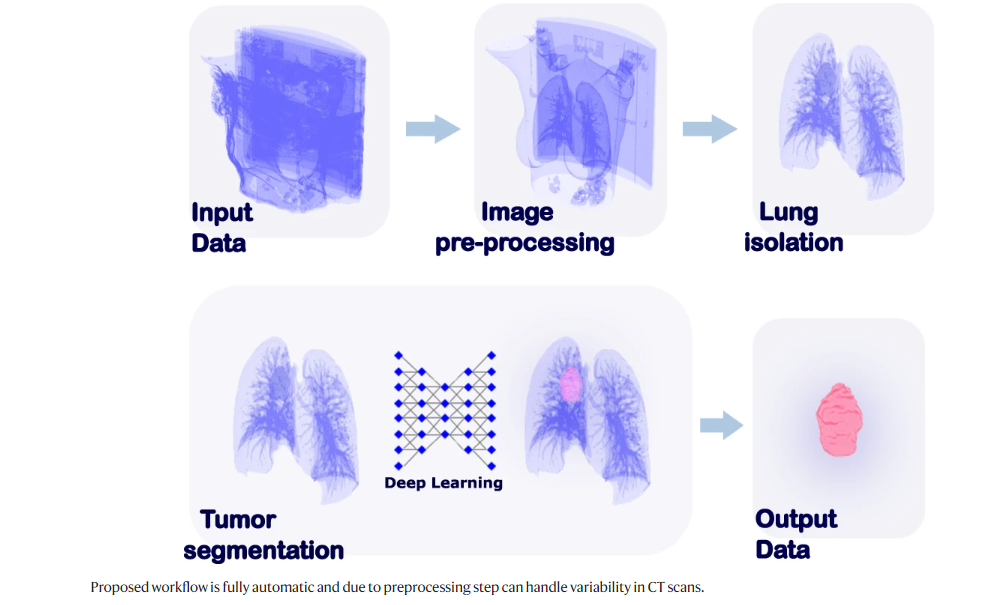 Input
Data
Image
pre-processing
Lung
isolation
Deep Learning
Tumor
segmentation
Output
Data
Proposed workflow is fully automatic and due to preprocessing step can handle variability in CT scans.